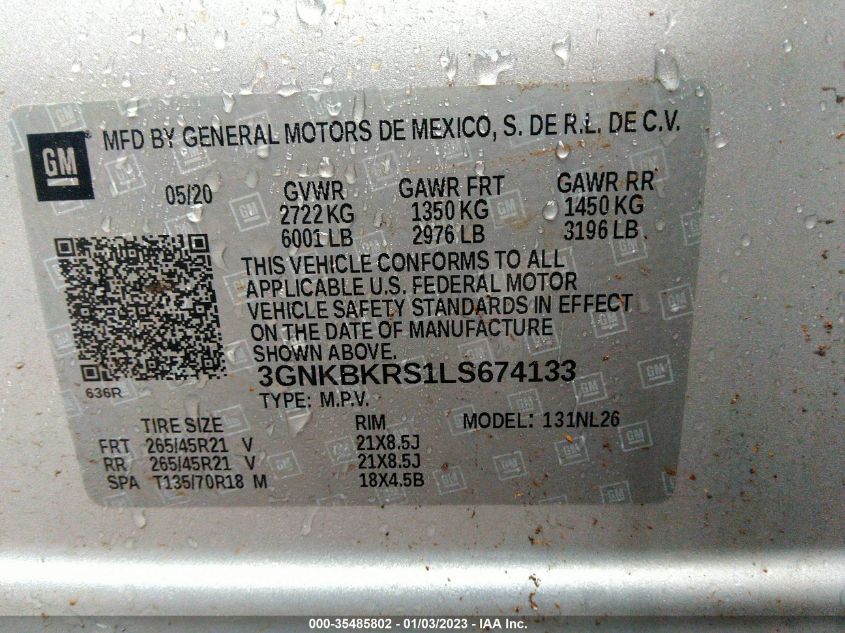 GM ® MFD BY GENERAL MOTORS DE MEXICO, S. DE R.L. DE C.V.
05/20 GVWR GAWR FRT GAWR RR
2722 KG 1350 KG 1450 KG
6001 LB 2976 LB 3196 LB
THIS VEHICLE CONFORMS TO ALL
APPLICABLE U.S. FEDERAL MOTOR
VEHICLE SAFETY STANDARDS IN EFFECT
ON THE DATE OF MANUFACTURE
SHOWN ABOVE.
636R 3GNKBKRS1LS674133
TYPE: M.P.V.
TIRE SIZE RIM MODEL: 131NL26
FRT 265/45R21 V 21X8.5J
RR 265/45R21 V 21X8.5J
SPA T135/70R18 M 18X4.5B
000-35485802 - 01/03/2023 - IAA Inc.